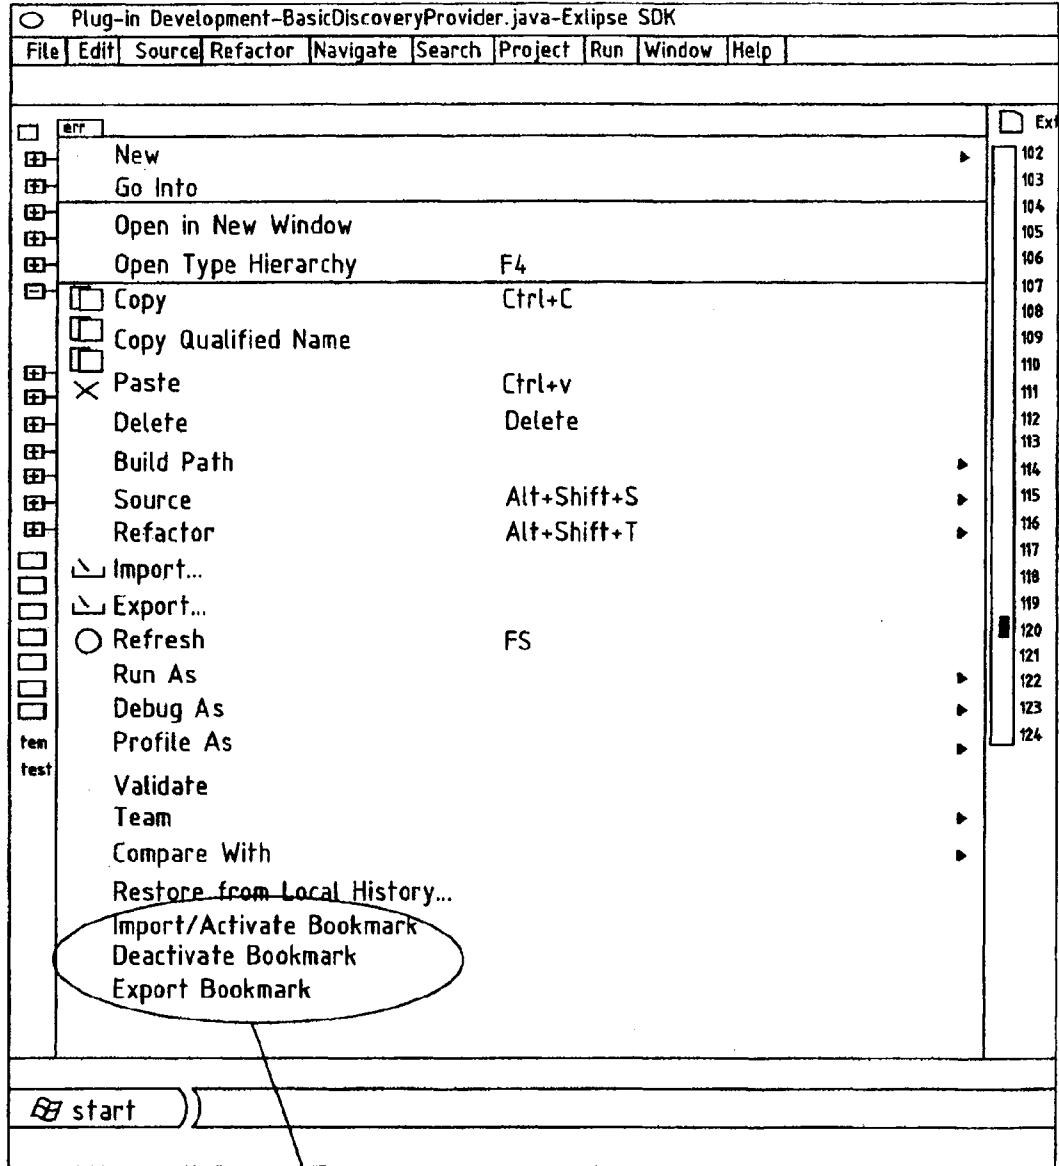 Plug-in Development-BasicDiscoveryProvider.java-Exlipse SDK
File Edit Source Refactor Navigate Search Project Run Window Help
err
Ext
New
Go Into
Open in New Window
Open Type Hierarchy F4
Copy Ctrl+C
Copy Qualified Name
Paste Ctrl+v
Delete Delete
Build Path
Source Alt+Shift+S
Refactor Alt+Shift+T
Import...
Export...
Refresh FS
Run As
Debug As
Profile As
Validate
Team
Compare With
Restore from Local History...
Import/Activate Bookmark
Deactivate Bookmark
Export Bookmark
tem
test
102
103
104
105
106
107
108
109
110
111
112
113
114
115
116
117
118
119
120
121
122
123
124
start